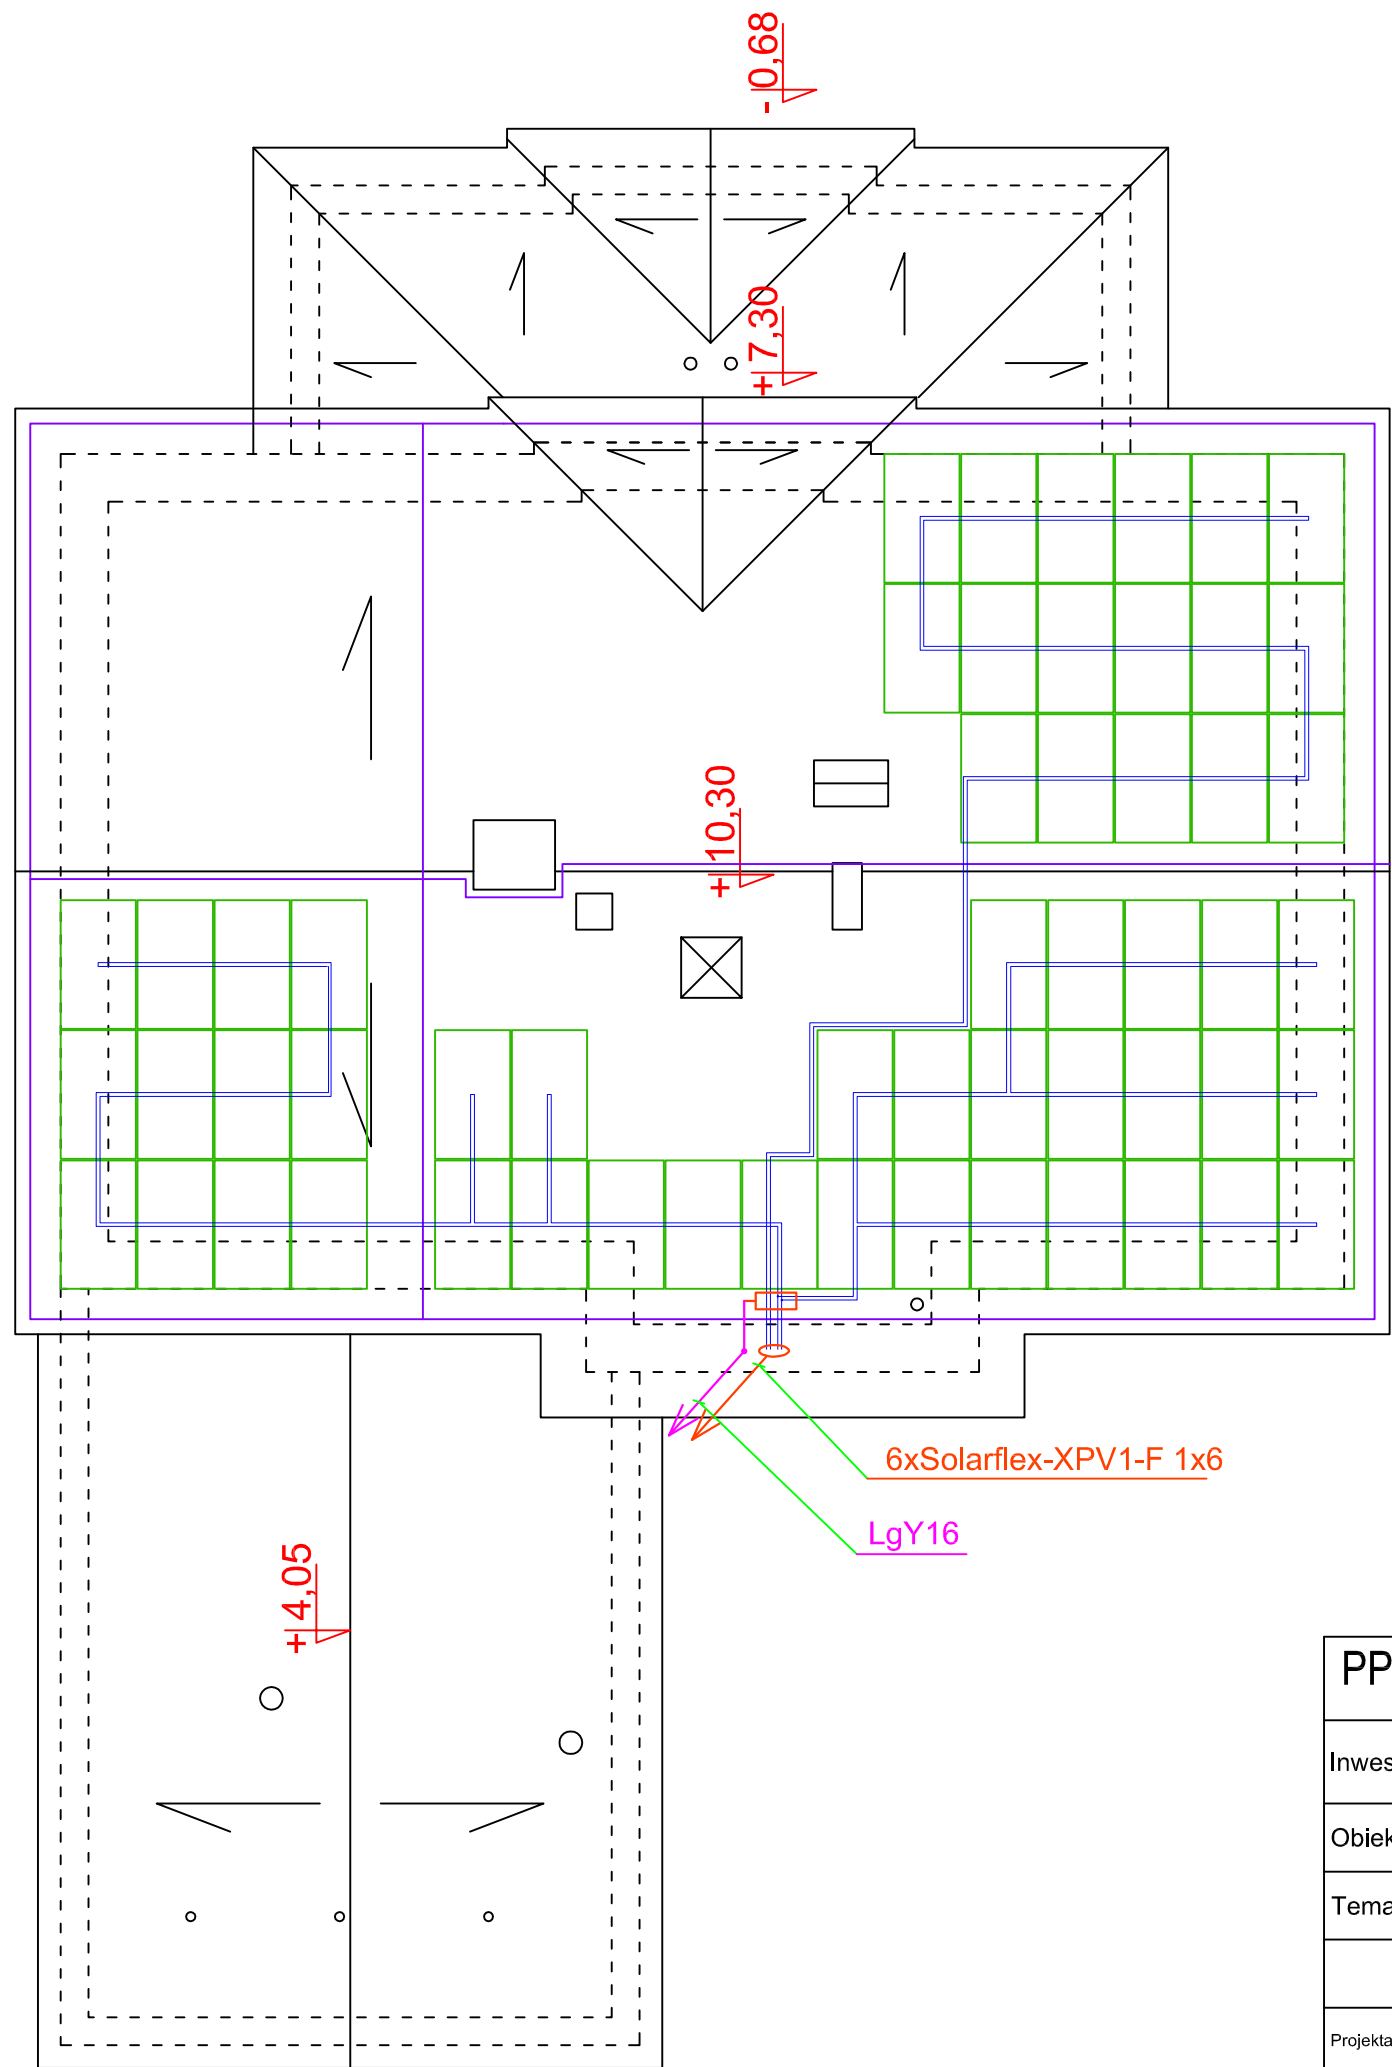 - 0,68
+ 7,30
+ 10,30
6xSolarflex-XPV1-F 1x6
LgY16
+ 4,05
PP
Inwes
Obiek
Tema
Projekta